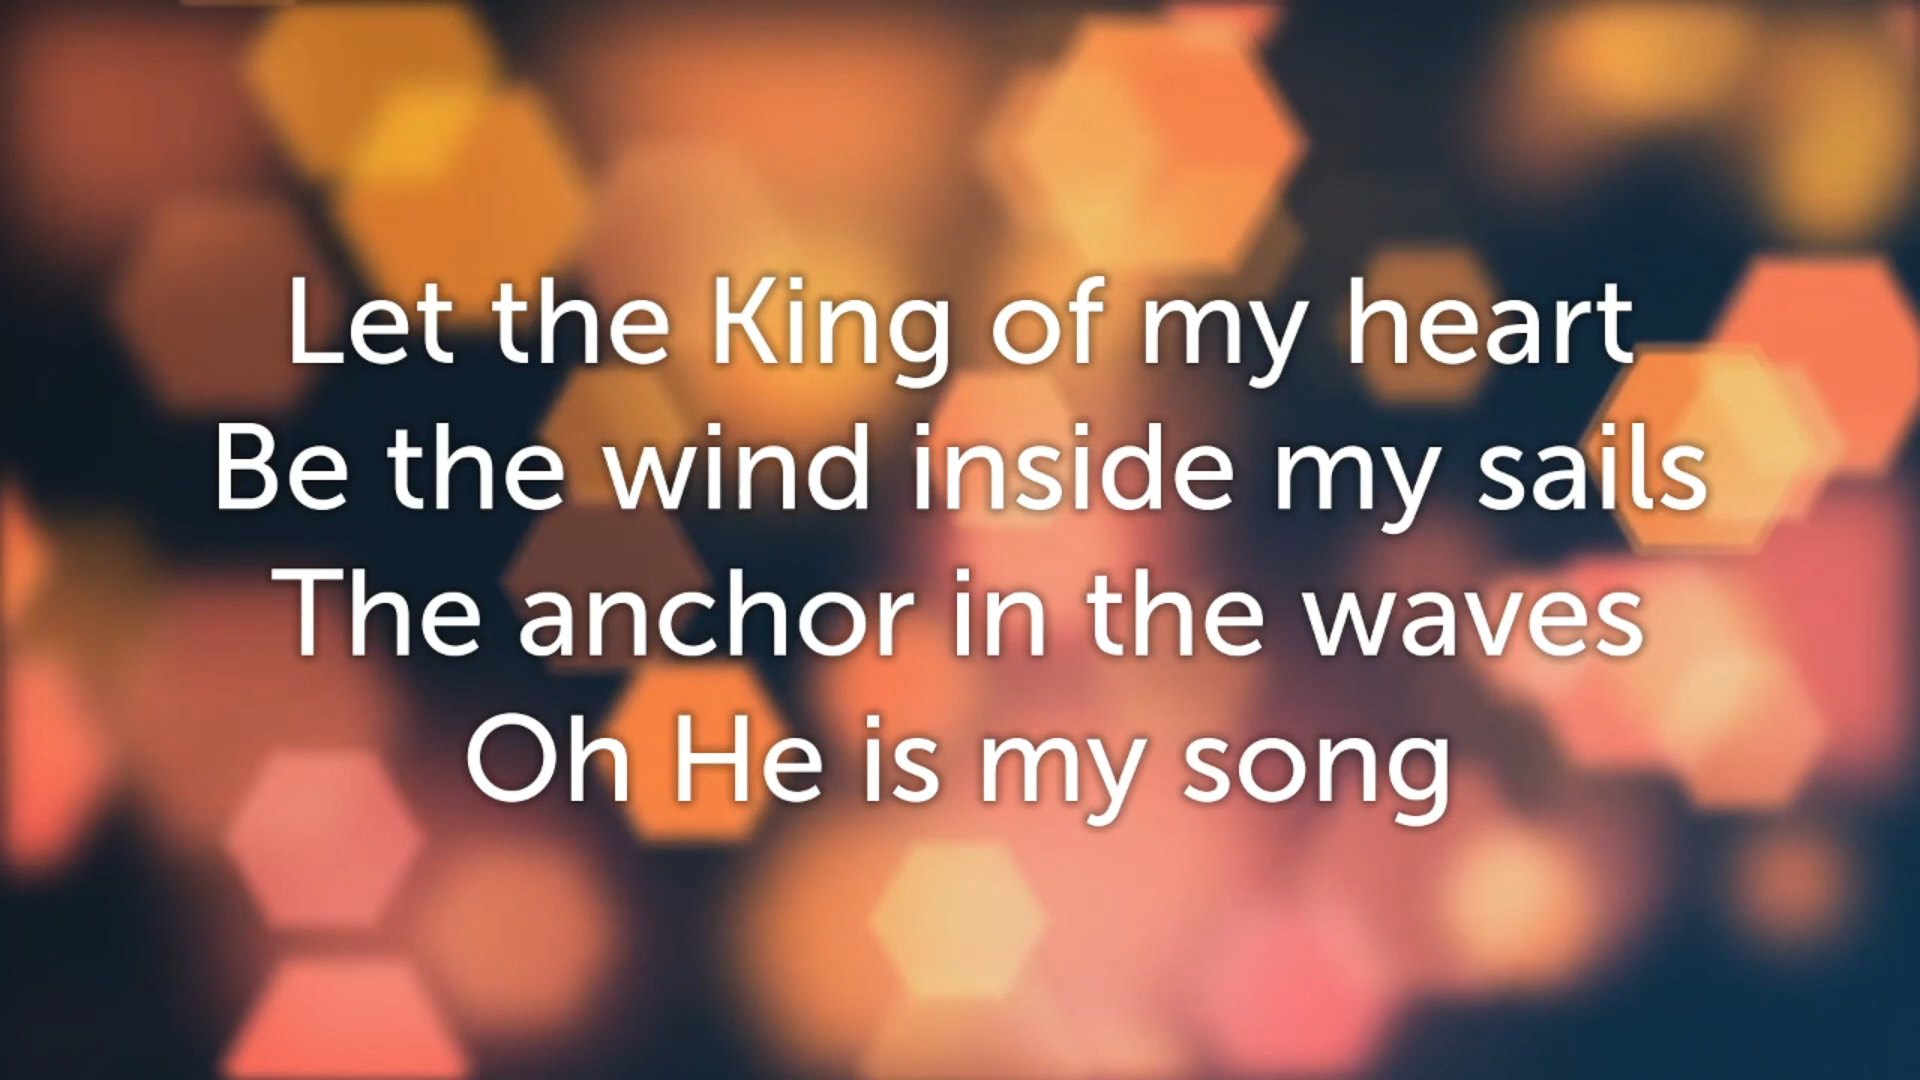 Let the King of my heart
Be the wind inside my sails
The anchor in the waves
Oh He is my song